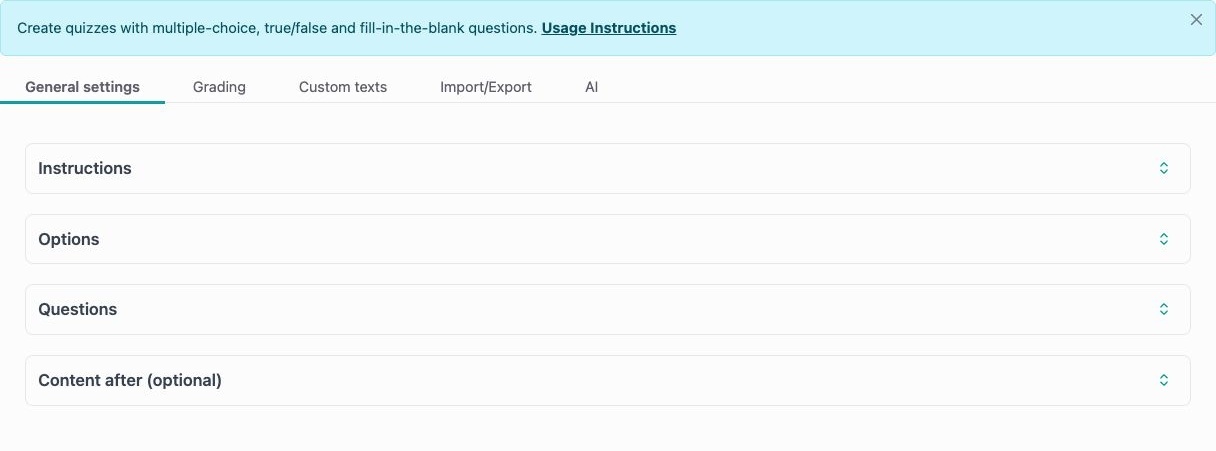 Create quizzes with multiple-choice, true/false and fill-in-the-blank questions. Usage Instructions
General settings Grading Custom texts Import/Export AI
Instructions
Options
Questions
Content after (optional)